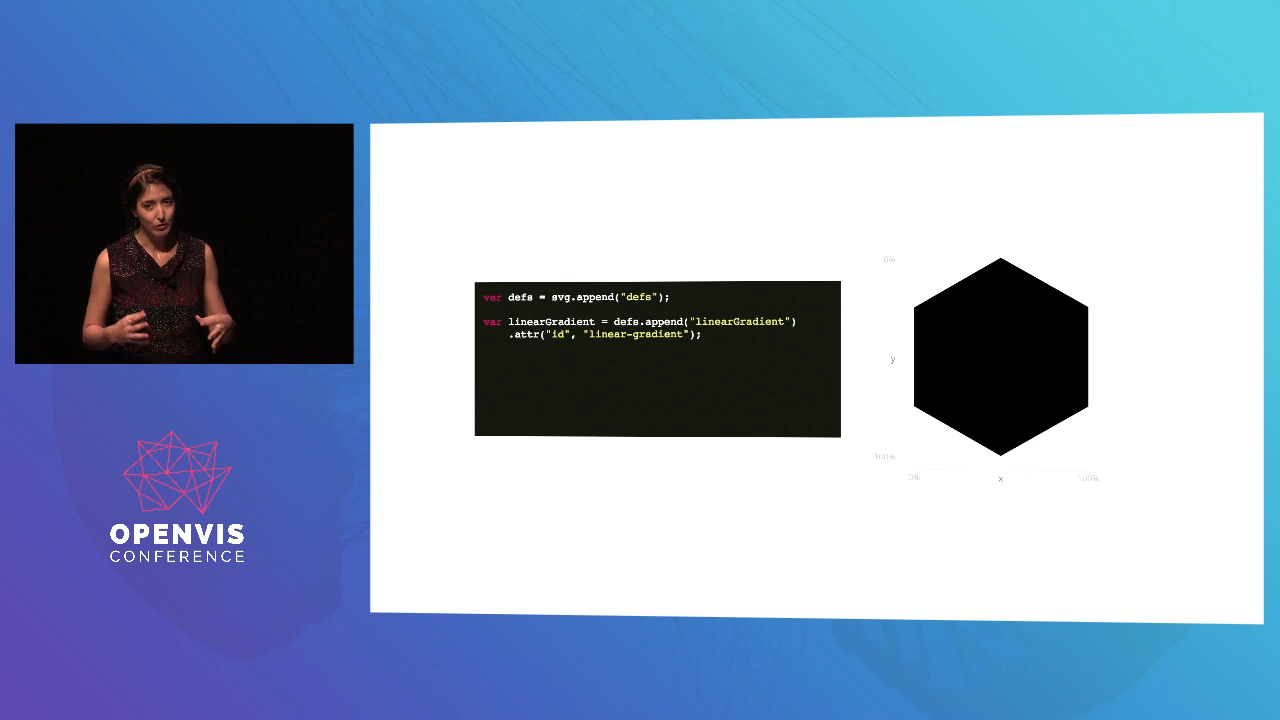 OPENVIS
CONFERENCE
var defs = svg.append("defs");
var linearGradient = defs.append("linearGradient")
.attr("id", "linear-gradient");
0%
y
100%
0%
x
100%